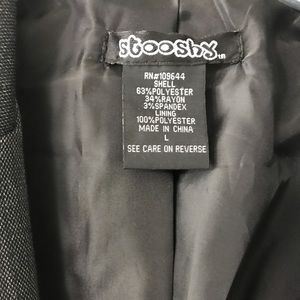 stooshy
RN#109644
SHELL
63%POLYESTER
34%RAYON
3%SPANDEX
LINING
100%POLYESTER
MADE IN CHINA
L
SEE CARE ON REVERSE